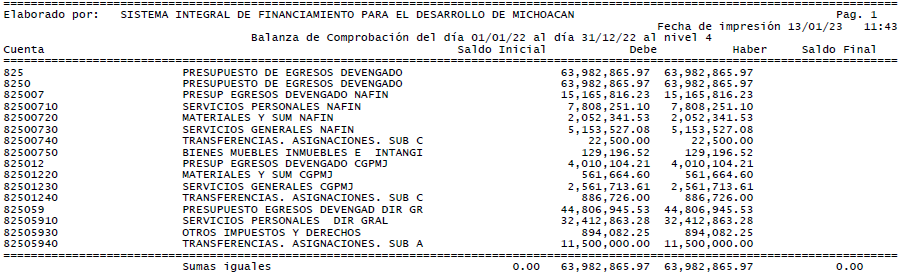 Elaborado por: SISTEMA INTEGRAL DE FINANCIAMIENTO PARA EL DESARROLLO DE MICHOACAN Pag. 1
Fecha de impresión 13/01/23 11:43
Balanza de Comprobación del día 01/01/22 al día 31/12/22 al nivel 4
Cuenta Saldo Inicial Debe Haber Saldo Final
825 PRESUPUESTO DE EGRESOS DEVENGADO 63,982,865.97 63,982,865.97
8250 PRESUPUESTO DE EGRESOS DEVENGADO 63,982,865.97 63,982,865.97
825007 PRESUP EGRESOS DEVENGADO NAFIN 15,165,816.23 15,165,816.23
82500710 SERVICIOS PERSONALES NAFIN 7,808,251.10 7,808,251.10
82500720 MATERIALES Y SUM NAFIN 2,052,341.53 2,052,341.53
82500730 SERVICIOS GENERALES NAFIN 5,153,527.08 5,153,527.08
82500740 TRANSFERENCIAS. ASIGNACIONES. SUB C 22,500.00 22,500.00
82500750 BIENES MUEBLES INMUEBLES E INTANGI 129,196.52 129,196.52
825012 PRESUP EGRESOS DEVENGADO CGPMJ 4,010,104.21 4,010,104.21
82501220 MATERIALES Y SUM CGPMJ 561,664.60 561,664.60
82501230 SERVICIOS GENERALES CGPMJ 2,561,713.61 2,561,713.61
82501240 TRANSFERENCIAS. ASIGNACIONES. SUB C 886,726.00 886,726.00
825059 PRESUPUESTO EGRESOS DEVENGAD DIR GR 44,806,945.53 44,806,945.53
82505910 SERVICIOS PERSONALES DIR GRAL 32,412,863.28 32,412,863.28
82505930 OTROS IMPUESTOS Y DERECHOS 894,082.25 894,082.25
82505940 TRANSFERENCIAS. ASIGNACIONES. SUB A 11,500,000.00 11,500,000.00
Sumas iguales 0.00 63,982,865.97 63,982,865.97 0.00